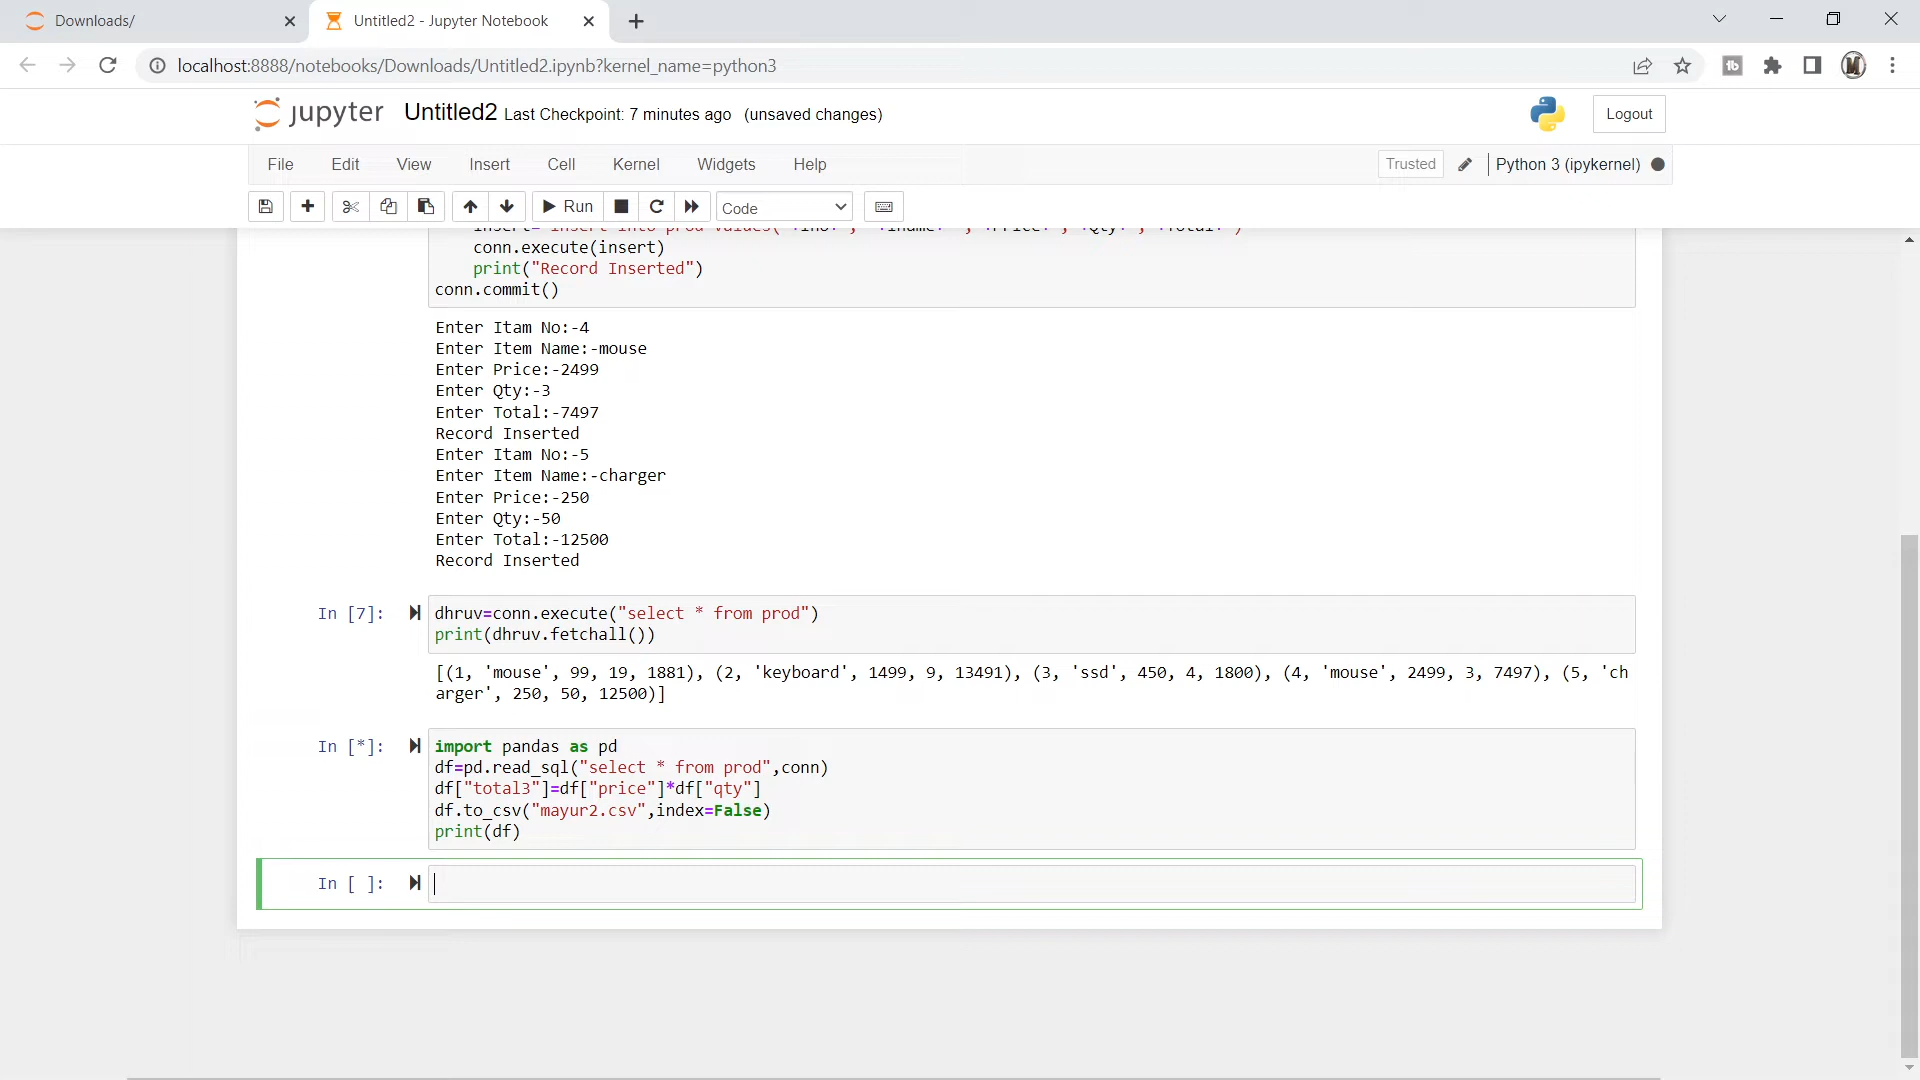 Downloads/
Untitled2 - Jupyter Notebook
localhost:8888/notebooks/Downloads/Untitled2.ipynb?kernel_name=python3
jupyter Untitled2 Last Checkpoint: 7 minutes ago (unsaved changes)
Logout
File Edit View Insert Cell Kernel Widgets Help
Trusted
Python 3 (ipykernel)
Run
Code
conn.execute(insert)
print("Record Inserted")
conn.commit()
Enter Itam No:-4
Enter Item Name:-mouse
Enter Price:-2499
Enter Qty:-3
Enter Total:-7497
Record Inserted
Enter Itam No:-5
Enter Item Name:-charger
Enter Price:-250
Enter Qty:-50
Enter Total:-12500
Record Inserted
In [7]: dhruv=conn.execute("select * from prod")
print(dhruv.fetchall())
[(1, 'mouse', 99, 19, 1881), (2, 'keyboard', 1499, 9, 13491), (3, 'ssd', 450, 4, 1800), (4, 'mouse', 2499, 3, 7497), (5, 'ch
arger', 250, 50, 12500)]
In [*]: import pandas as pd
df=pd.read_sql("select * from prod",conn)
df["total3"]=df["price"]*df["qty"]
df.to_csv("mayur2.csv",index=False)
print(df)
In [ ]: